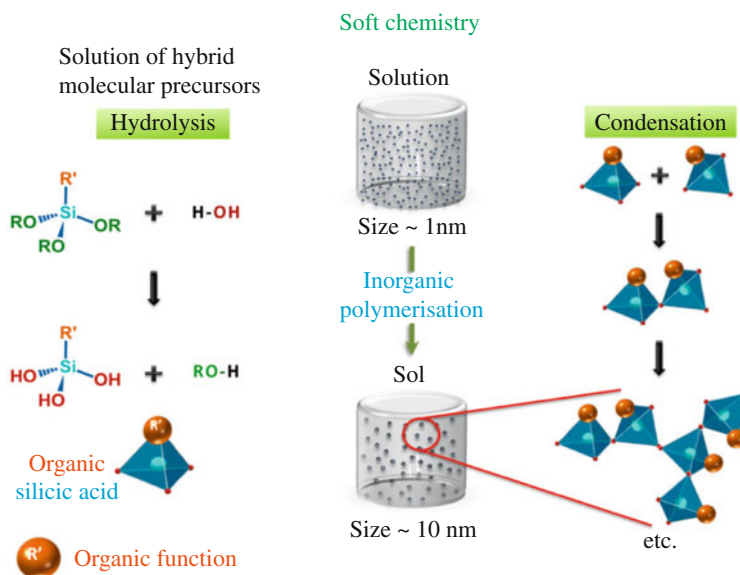 Soft chemistry
Solution of hybrid
molecular precursors
Hydrolysis
R'
Si
RO
OR
RO
+
H-OH
R'
Si
HO
OH
HO
+
RO-H
R'
Organic
silicic acid
R'
Organic function
Solution
Size ~ 1nm
Inorganic
polymerisation
Sol
Size ~ 10 nm
Condensation
+
etc.